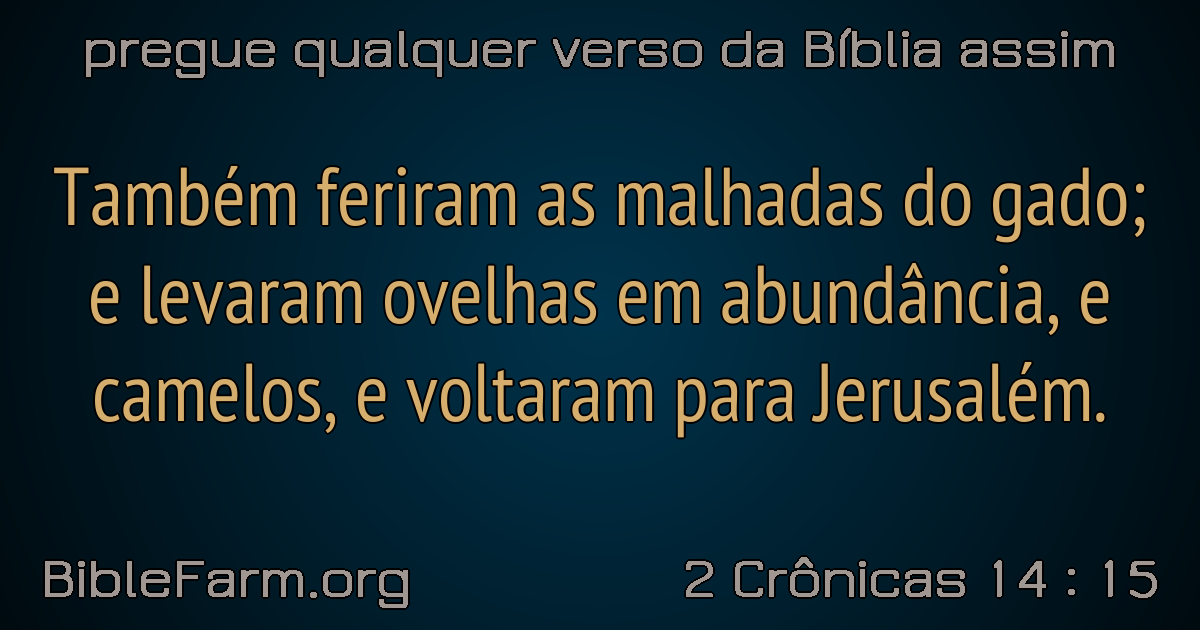 pregue qualquer verso da Bíblia assim
Também feriram as malhadas do gado;
e levaram ovelhas em abundância, e
camelos, e voltaram para Jerusalém.
BibleFarm.org
2 Crônicas 14 : 15